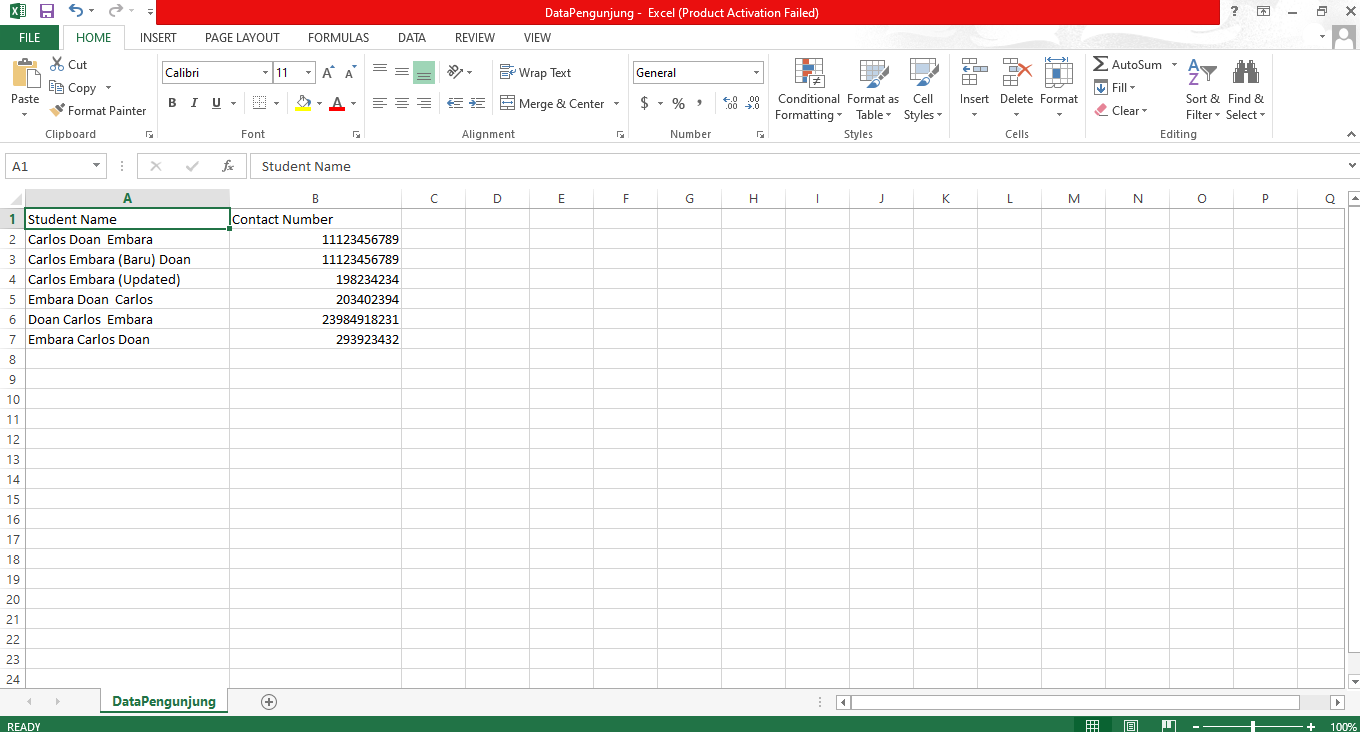 DataPengunjung - Excel (Product Activation Failed)
FILE HOME INSERT PAGE LAYOUT FORMULAS DATA REVIEW VIEW
Paste
Cut
Copy
Format Painter
Clipboard
Calibri 11
B I U
Font
Wrap Text
Merge & Center
Alignment
General
$ % ,
Number
Conditional Formatting
Format as Table
Cell Styles
Styles
Insert
Delete
Format
Cells
AutoSum
Fill
Clear
Sort & Filter
Find & Select
Editing
A1 fx Student Name
A B C D E F G H I J K L M N O P Q
1 Student Name Contact Number
2 Carlos Doan  Embara 11123456789
3 Carlos Embara (Baru) Doan 11123456789
4 Carlos Embara (Updated) 198234234
5 Embara Doan  Carlos 203402394
6 Doan Carlos  Embara 23984918231
7 Embara Carlos Doan 293923432
8
9
10
11
12
13
14
15
16
17
18
19
20
21
22
23
24
DataPengunjung
READY 100%